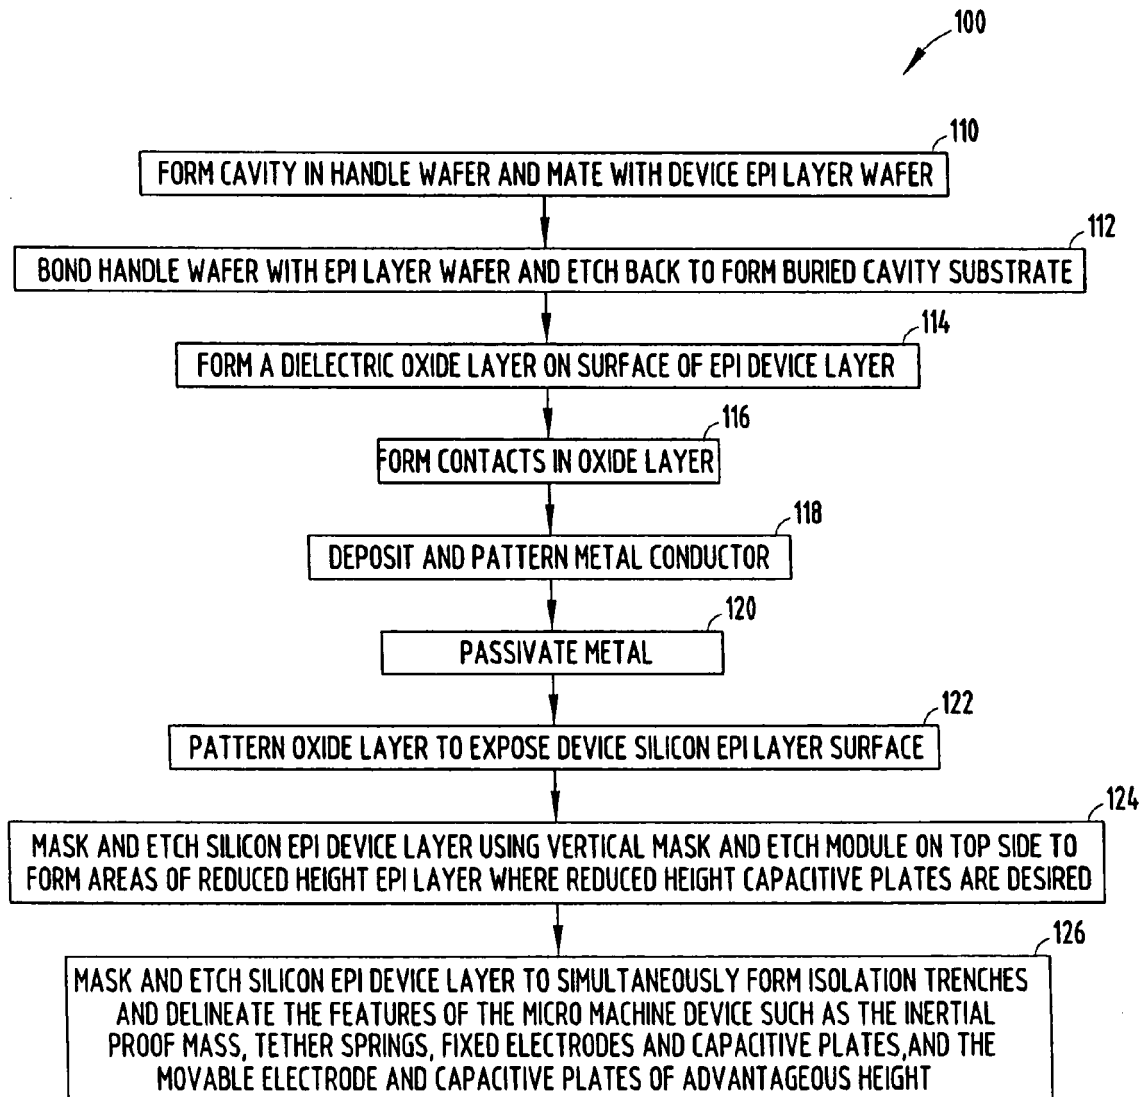 100
110
FORM CAVITY IN HANDLE WAFER AND MATE WITH DEVICE EPI LAYER WAFER
112
BOND HANDLE WAFER WITH EPI LAYER WAFER AND ETCH BACK TO FORM BURIED CAVITY SUBSTRATE
114
FORM A DIELECTRIC OXIDE LAYER ON SURFACE OF EPI DEVICE LAYER
116
FORM CONTACTS IN OXIDE LAYER
118
DEPOSIT AND PATTERN METAL CONDUCTOR
120
PASSIVATE METAL
122
PATTERN OXIDE LAYER TO EXPOSE DEVICE SILICON EPI LAYER SURFACE
124
MASK AND ETCH SILICON EPI DEVICE LAYER USING VERTICAL MASK AND ETCH MODULE ON TOP SIDE TO
FORM AREAS OF REDUCED HEIGHT EPI LAYER WHERE REDUCED HEIGHT CAPACITIVE PLATES ARE DESIRED
126
MASK AND ETCH SILICON EPI DEVICE LAYER TO SIMULTANEOUSLY FORM ISOLATION TRENCHES
AND DELINEATE THE FEATURES OF THE MICRO MACHINE DEVICE SUCH AS THE INERTIAL
PROOF MASS, TETHER SPRINGS, FIXED ELECTRODES AND CAPACITIVE PLATES,AND THE
MOVABLE ELECTRODE AND CAPACITIVE PLATES OF ADVANTAGEOUS HEIGHT